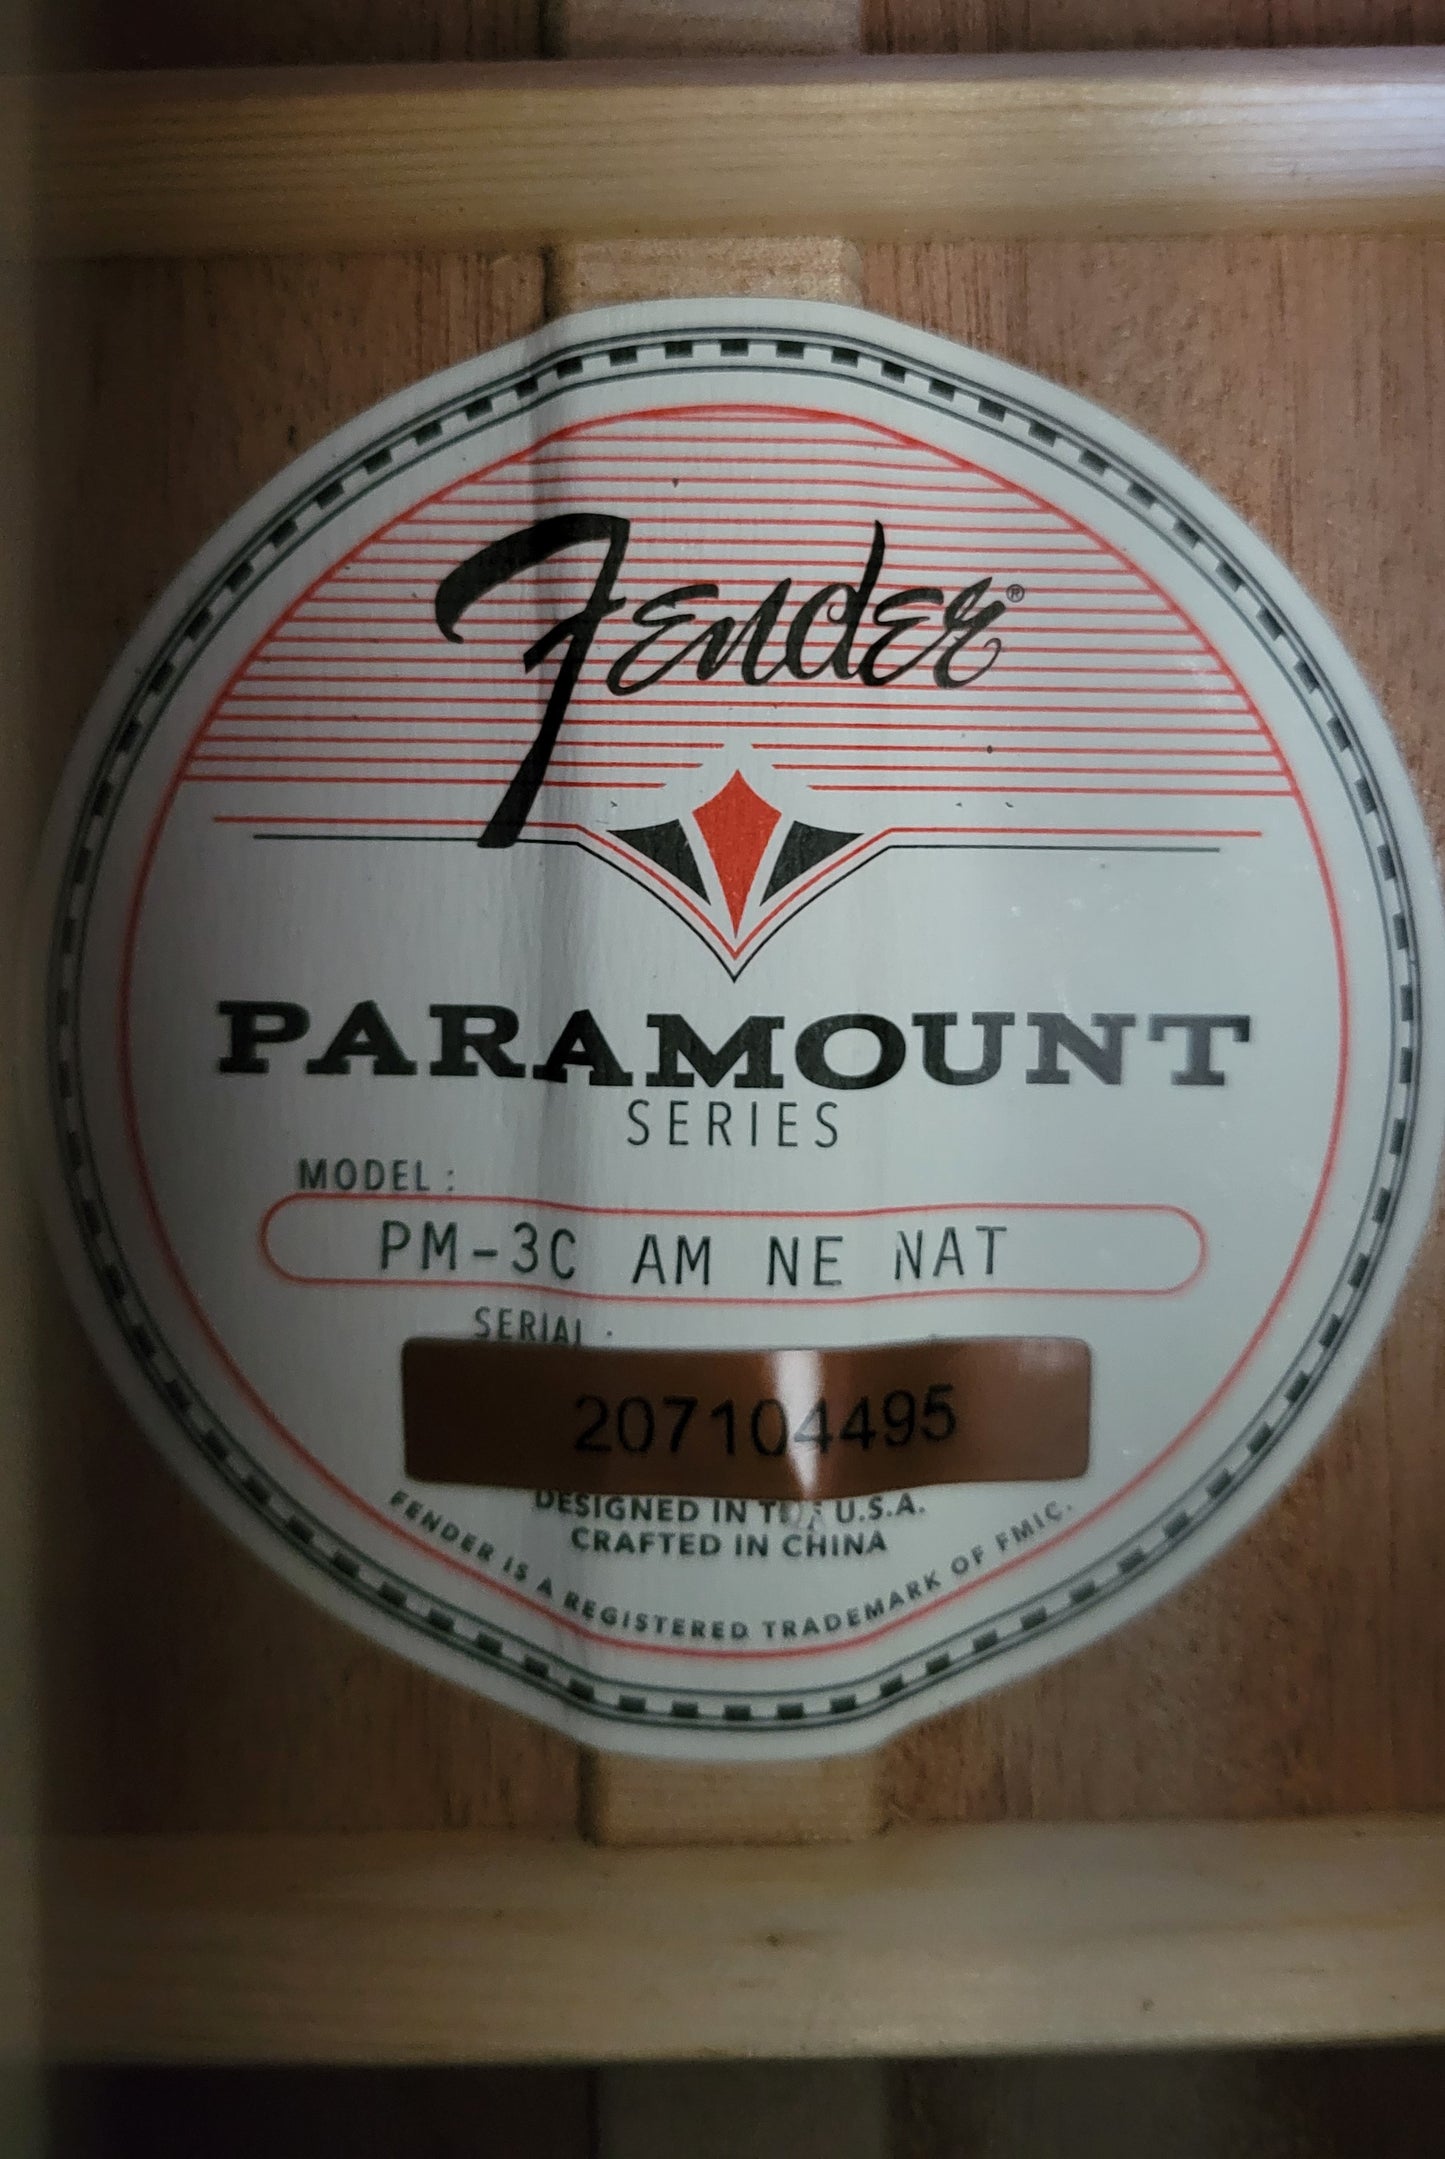 Fender®
PARAMOUNT
SERIES
MODEL :
PM-3C AM NE NAT
SERIAL :
207104495
DESIGNED IN THE U.S.A.
CRAFTED IN CHINA
FENDER IS A REGISTERED TRADEMARK OF FMIC.